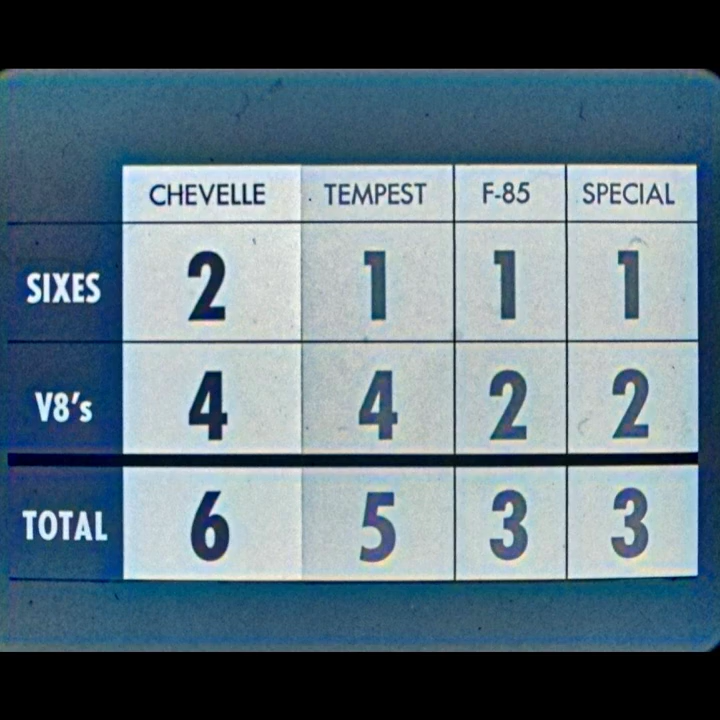 CHEVELLE TEMPEST F-85 SPECIAL
SIXES 2 1 1 1
V8's 4 4 2 2
TOTAL 6 5 3 3